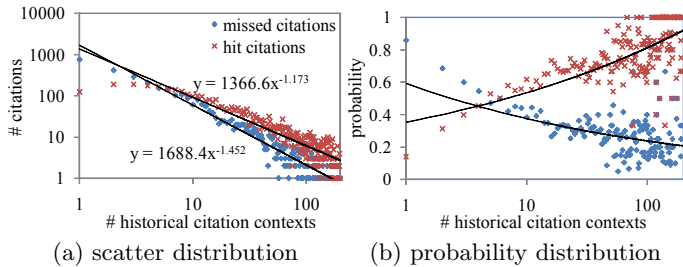 10000
1000
100
10
1
# citations
missed citations
hit citations
y = 1366.6x^-1.173
y = 1688.4x^-1.452
1 10 100
# historical citation contexts
(a) scatter distribution
1
0.8
0.6
0.4
0.2
0
probability
1 10 100
# historical citation contexts
(b) probability distribution